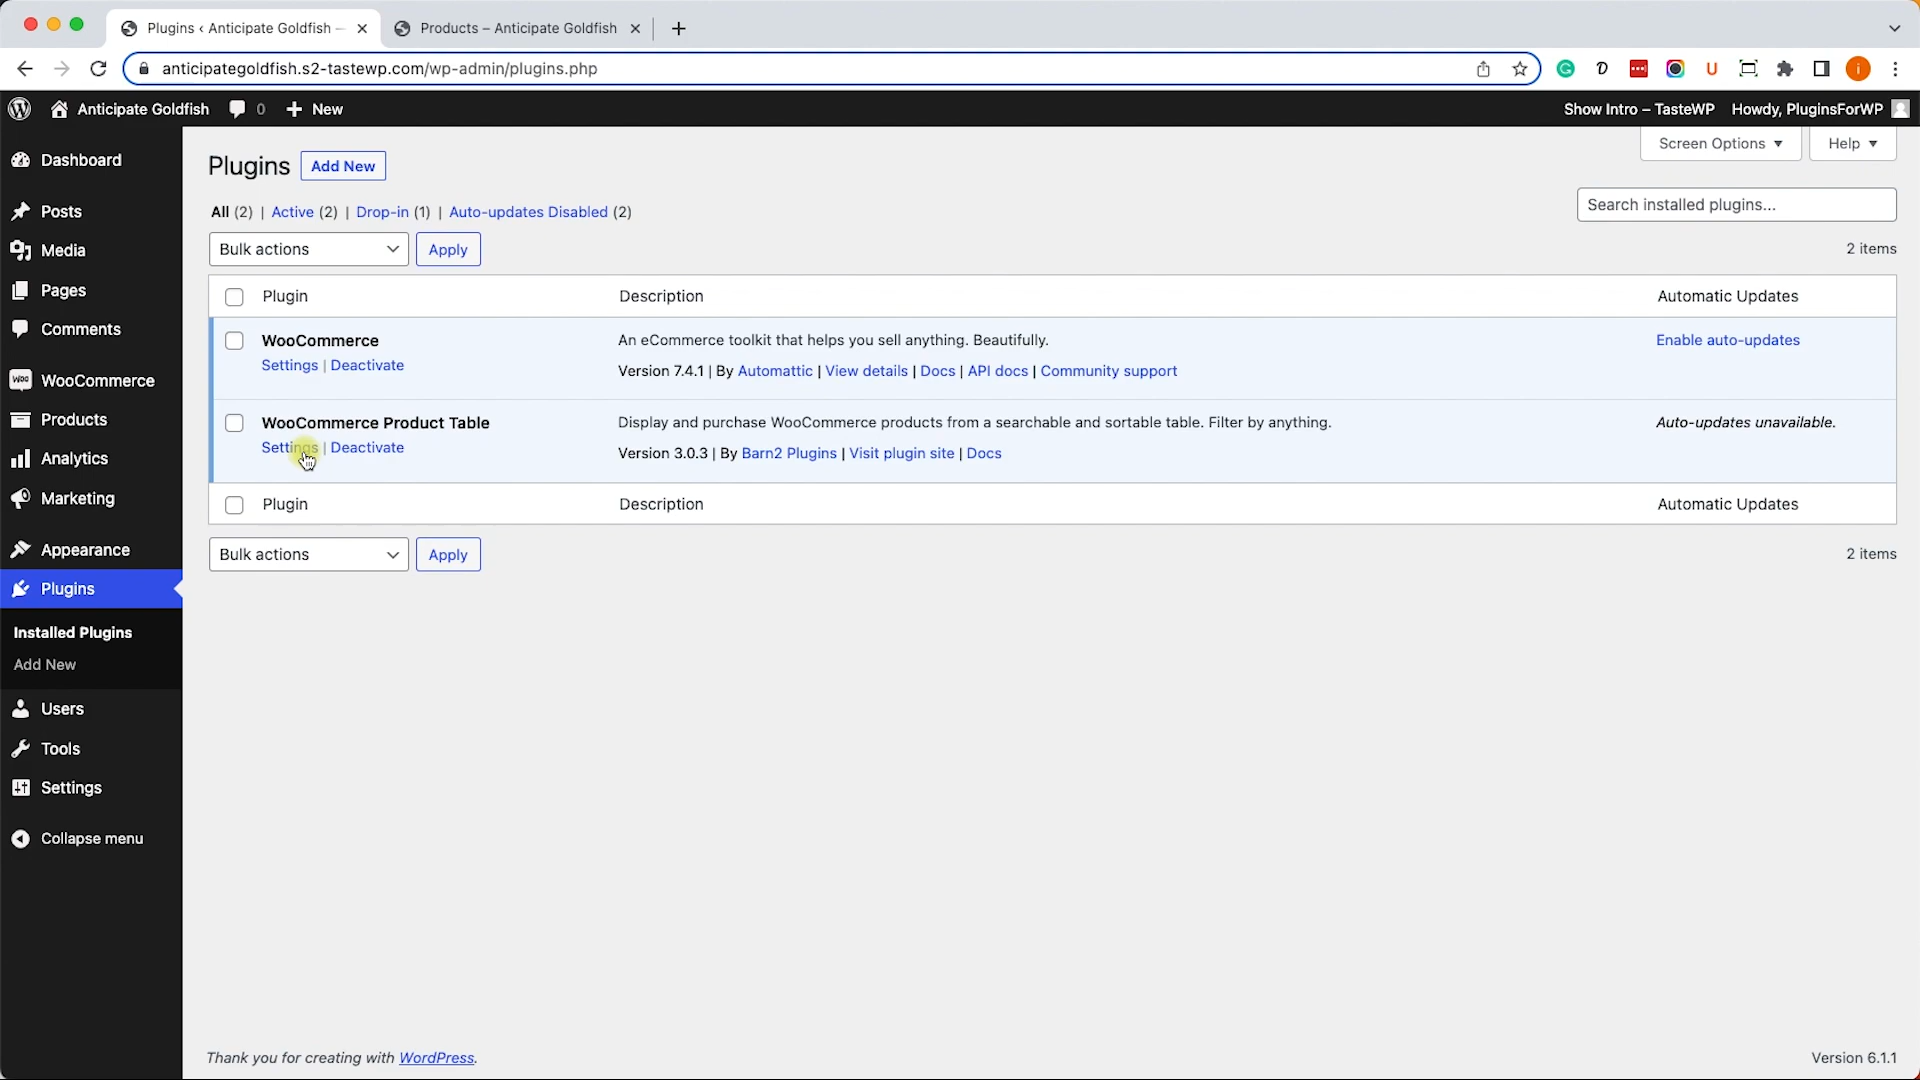 Plugins ‹ Anticipate Goldfish —
Products – Anticipate Goldfish
anticipategoldfish.s2-tastewp.com/wp-admin/plugins.php
Anticipate Goldfish
0
New
Show Intro – TasteWP
Howdy, PluginsForWP
Dashboard
Posts
Media
Pages
Comments
WooCommerce
Products
Analytics
Marketing
Appearance
Plugins
Installed Plugins
Add New
Users
Tools
Settings
Collapse menu
Screen Options
Help
Plugins
Add New
All (2) | Active (2) | Drop-in (1) | Auto-updates Disabled (2)
Search installed plugins...
Bulk actions
Apply
2 items
Plugin Description Automatic Updates
WooCommerce
Settings | Deactivate
An eCommerce toolkit that helps you sell anything. Beautifully.
Version 7.4.1 | By Automattic | View details | Docs | API docs | Community support
Enable auto-updates
WooCommerce Product Table
Settings | Deactivate
Display and purchase WooCommerce products from a searchable and sortable table. Filter by anything.
Version 3.0.3 | By Barn2 Plugins | Visit plugin site | Docs
Auto-updates unavailable.
Plugin Description Automatic Updates
Bulk actions
Apply
2 items
Thank you for creating with WordPress.
Version 6.1.1